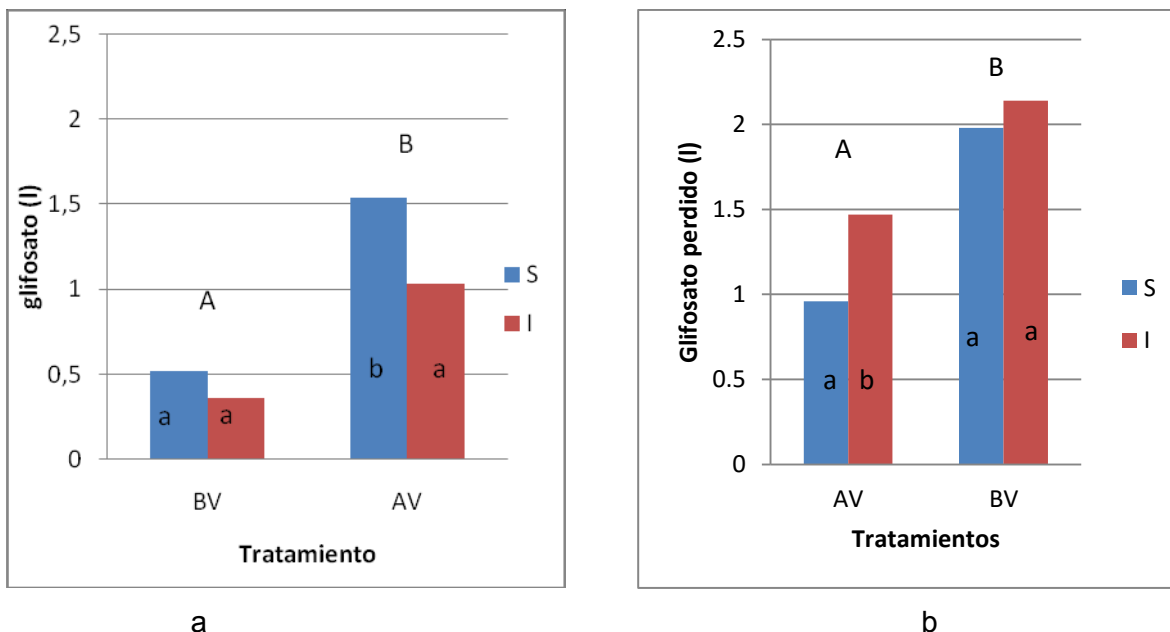 2,5
2
1,5
1
0,5
0
glifosato (l)
A
B
a
a
b
a
BV
AV
Tratamiento
S
I
a
2.5
2
1.5
1
0.5
0
Glifosato perdido (l)
A
B
a
b
a
a
AV
BV
Tratamientos
S
I
b